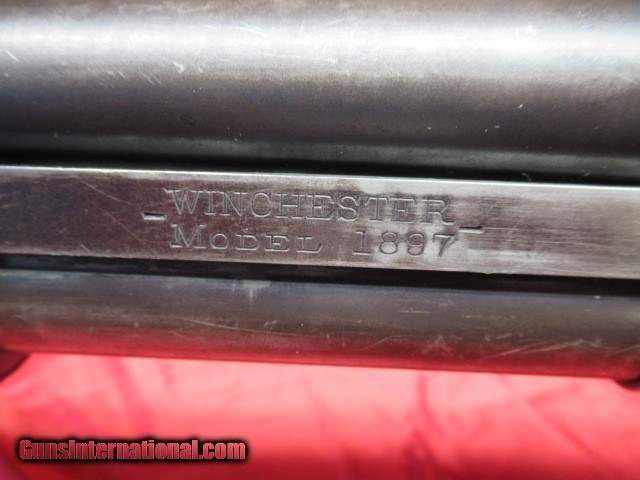 -WINCHESTER-
MODEL 1897
GunsInternational.com